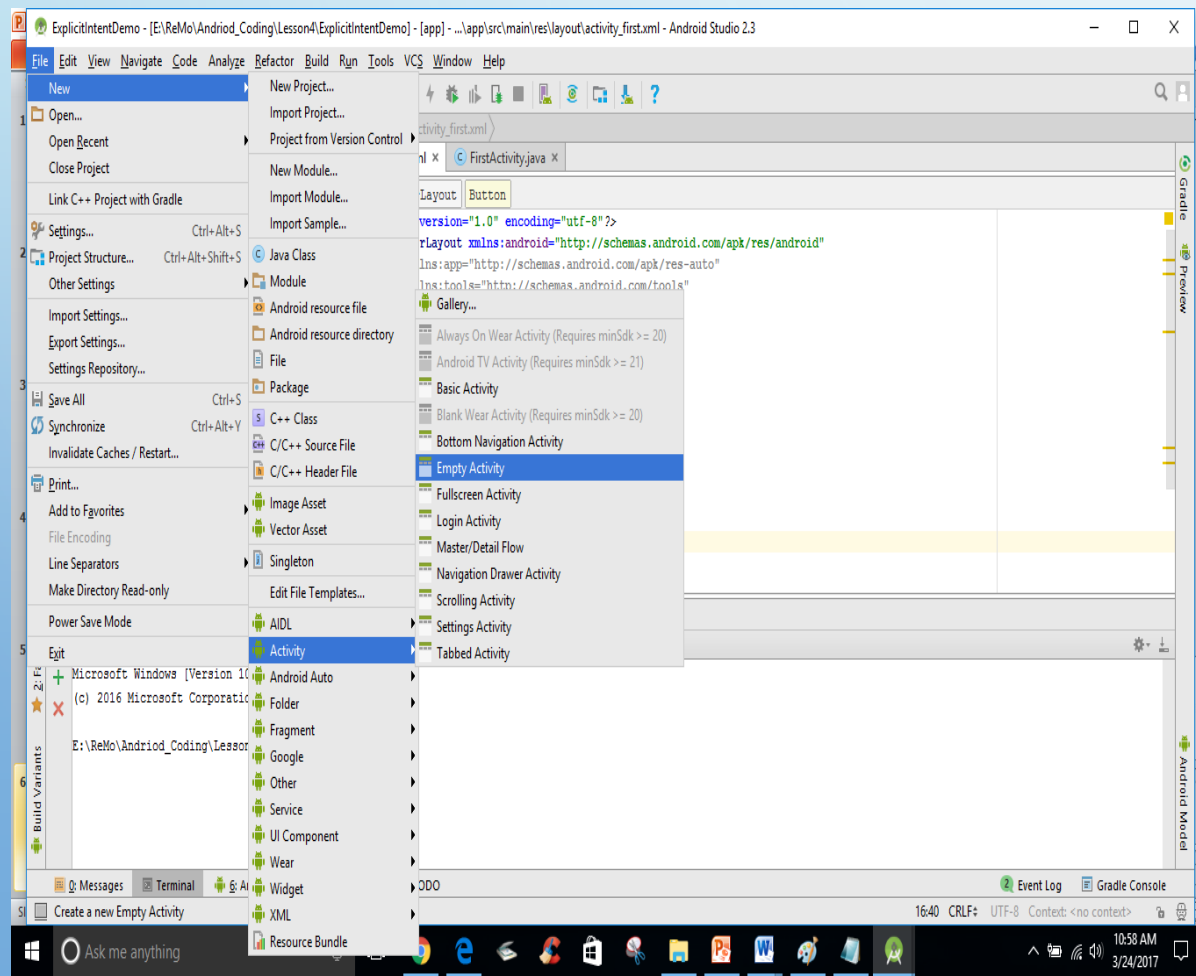 ExplicitIntentDemo - [E:\ReMo\Andriod_Coding\Lesson4\ExplicitIntentDemo] - [app] - ...\app\src\main\res\layout\activity_first.xml - Android Studio 2.3
File Edit View Navigate Code Analyze Refactor Build Run Tools VCS Window Help
New
Open...
Open Recent
Close Project
Link C++ Project with Gradle
Settings... Ctrl+Alt+S
Project Structure... Ctrl+Alt+Shift+S
Other Settings
Import Settings...
Export Settings...
Settings Repository...
Save All Ctrl+S
Synchronize Ctrl+Alt+Y
Invalidate Caches / Restart...
Print...
Add to Favorites
File Encoding
Line Separators
Make Directory Read-only
Power Save Mode
Exit
New Project...
Import Project...
Project from Version Control
New Module...
Import Module...
Import Sample...
Java Class
Module
Android resource file
Android resource directory
File
Package
C++ Class
C/C++ Source File
C/C++ Header File
Image Asset
Vector Asset
Singleton
Edit File Templates...
AIDL
Activity
Android Auto
Folder
Fragment
Google
Other
Service
UI Component
Wear
Widget
XML
Resource Bundle
Gallery...
Always On Wear Activity (Requires minSdk >= 20)
Android TV Activity (Requires minSdk >= 21)
Basic Activity
Blank Wear Activity (Requires minSdk >= 20)
Bottom Navigation Activity
Empty Activity
Fullscreen Activity
Login Activity
Master/Detail Flow
Navigation Drawer Activity
Scrolling Activity
Settings Activity
Tabbed Activity
ctivity_first.xml
ml × FirstActivity.java ×
Layout Button
version="1.0" encoding="utf-8"?>
rLayout xmlns:android="http://schemas.android.com/apk/res/android"
lns:app="http://schemas.android.com/apk/res-auto"
lns:tools="http://schemas.android.com/tools"
Gradle
Preview
Android Model
Build Variants
Microsoft Windows [Version 10
(c) 2016 Microsoft Corporatio
E:\ReMo\Andriod_Coding\Lesson
0: Messages Terminal 6: A ODO 2 Event Log Gradle Console
Create a new Empty Activity 16:40 CRLF UTF-8 Context: <no context>
Ask me anything
10:58 AM
3/24/2017
1
2
3
4
5
6